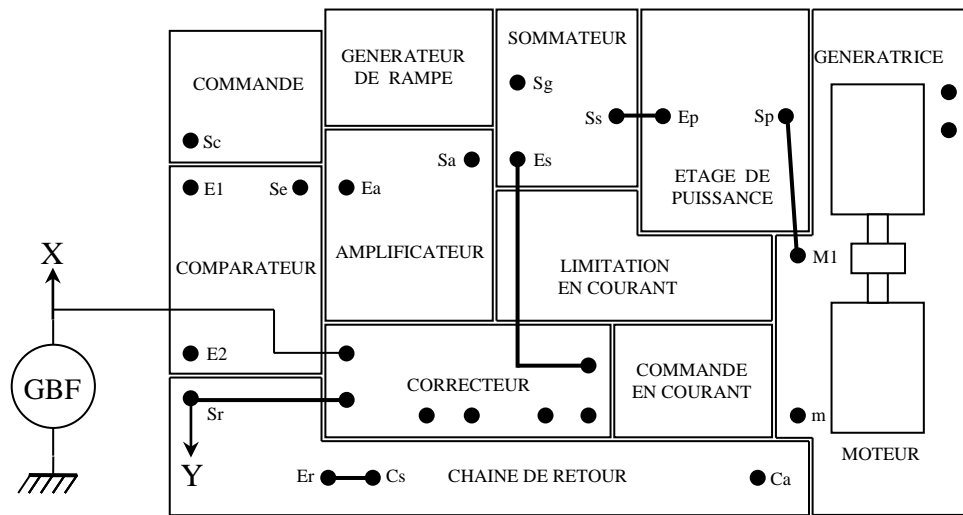 COMMANDE
Sc
GENERATEUR
DE RAMPE
SOMMATEUR
Sg
Ss
Es
Ep
Sp
ETAGE DE
PUISSANCE
GENERATRICE
E1
Se
COMPARATEUR
E2
Sa
Ea
AMPLIFICATEUR
LIMITATION
EN COURANT
M1
X
GBF
CORRECTEUR
COMMANDE
EN COURANT
m
MOTEUR
Sr
Y
Er
Cs
CHAINE DE RETOUR
Ca